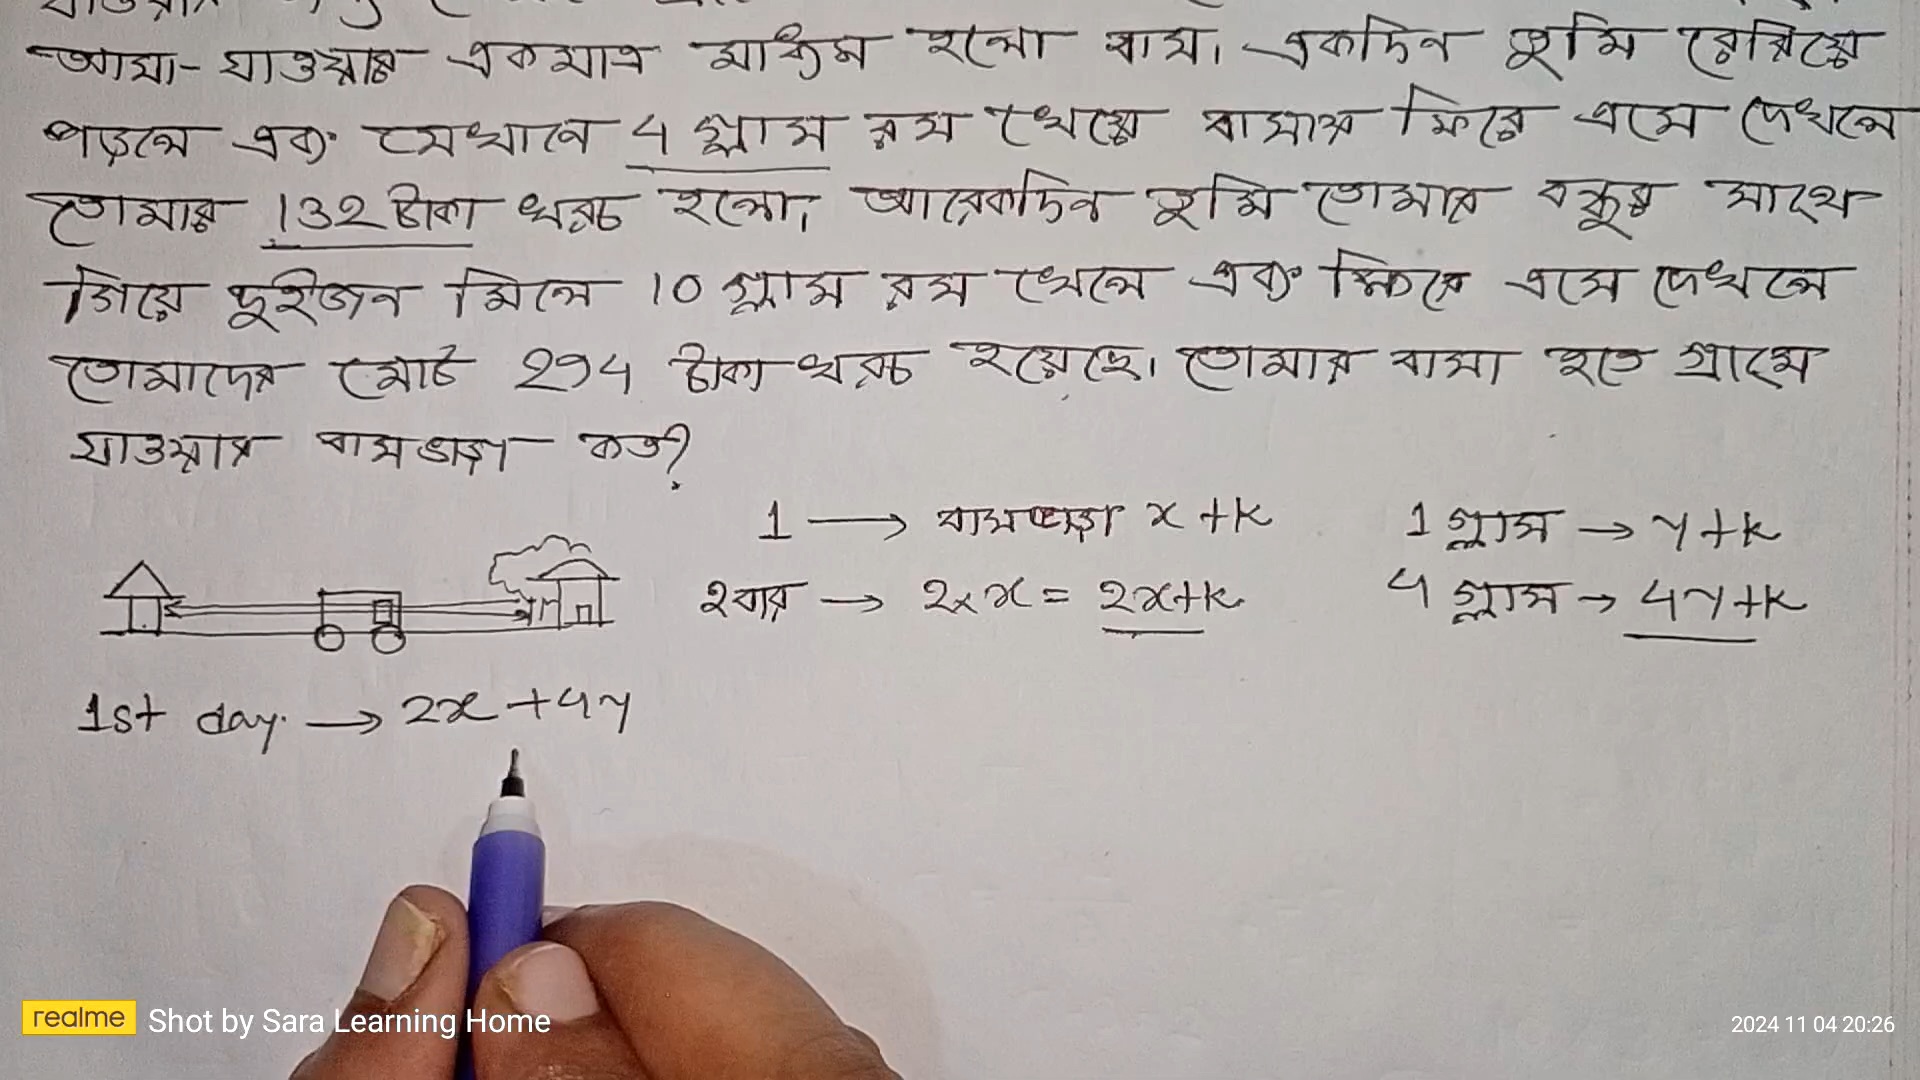 আসা-যাওয়ার একমাত্র মাধ্যম হলো বাস। একদিন তুমি বেরিয়ে
পড়লে এবং সেখানে 4 গ্লাস রস খেয়ে বাসায় ফিরে এসে দেখলে
তোমার 132 টাকা খরচ হলো। আরেকদিন তুমি তোমার বন্ধুর সাথে
গিয়ে দুইজন মিলে 10 গ্লাস রস খেলে এবং ফিরে এসে দেখলে
তোমাদের মোট 294 টাকা খরচ হয়েছে। তোমার বাসা হতে গ্রামে
যাওয়ার বাসভাড়া কত?
1 → বাসভাড়া x+k
1 গ্লাস → y+k
2বার → 2×x = 2x+k
4 গ্লাস → 4y+k
1st day. → 2x+4y
realme Shot by Sara Learning Home
2024 11 04 20:26